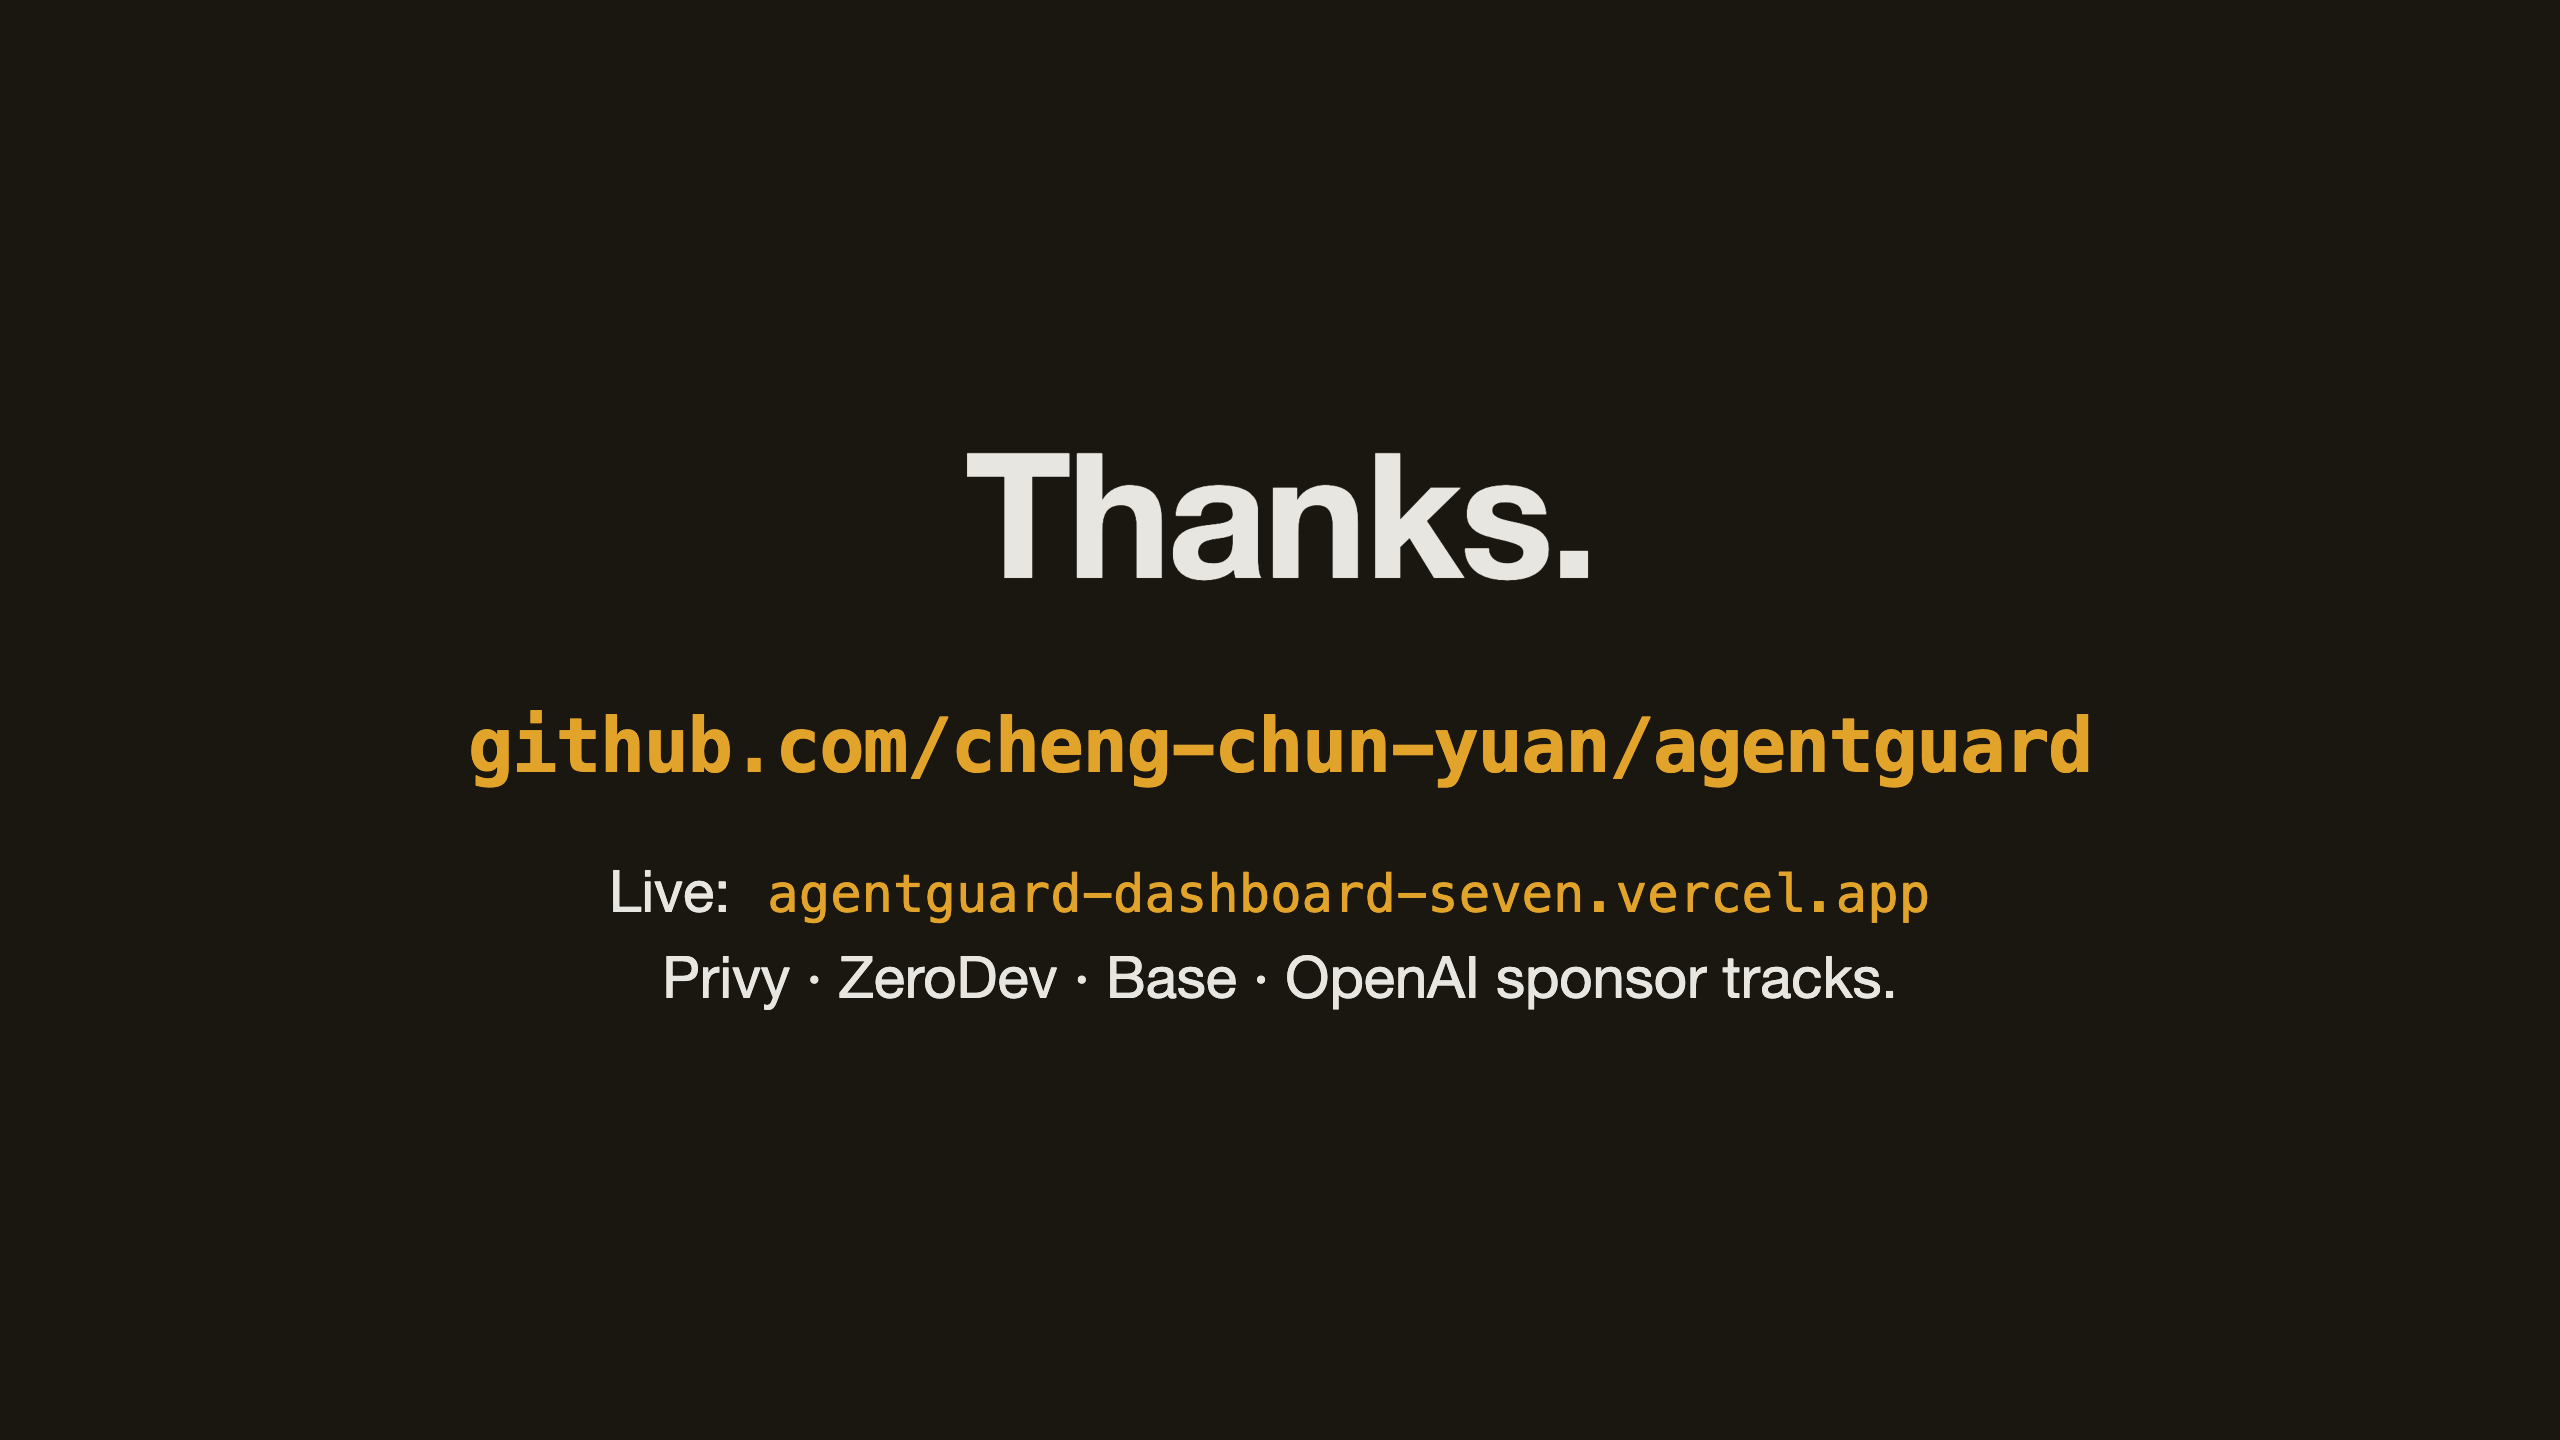 Thanks.
github.com/cheng-chun-yuan/agentguard
Live: agentguard-dashboard-seven.vercel.app
Privy · ZeroDev · Base · OpenAI sponsor tracks.